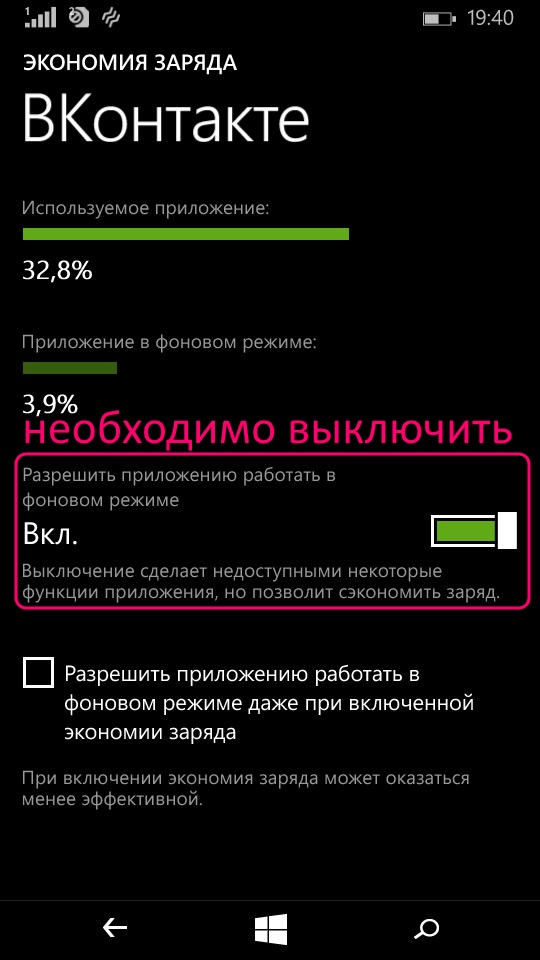 1 2 19:40
ЭКОНОМИЯ ЗАРЯДА
ВКонтакте
Используемое приложение:
32,8%
Приложение в фоновом режиме:
3,9%
необходимо выключить
Разрешить приложению работать в
фоновом режиме
Вкл.
Выключение сделает недоступными некоторые
функции приложения, но позволит сэкономить заряд.
Разрешить приложению работать в
фоновом режиме даже при включенной
экономии заряда
При включении экономия заряда может оказаться
менее эффективной.